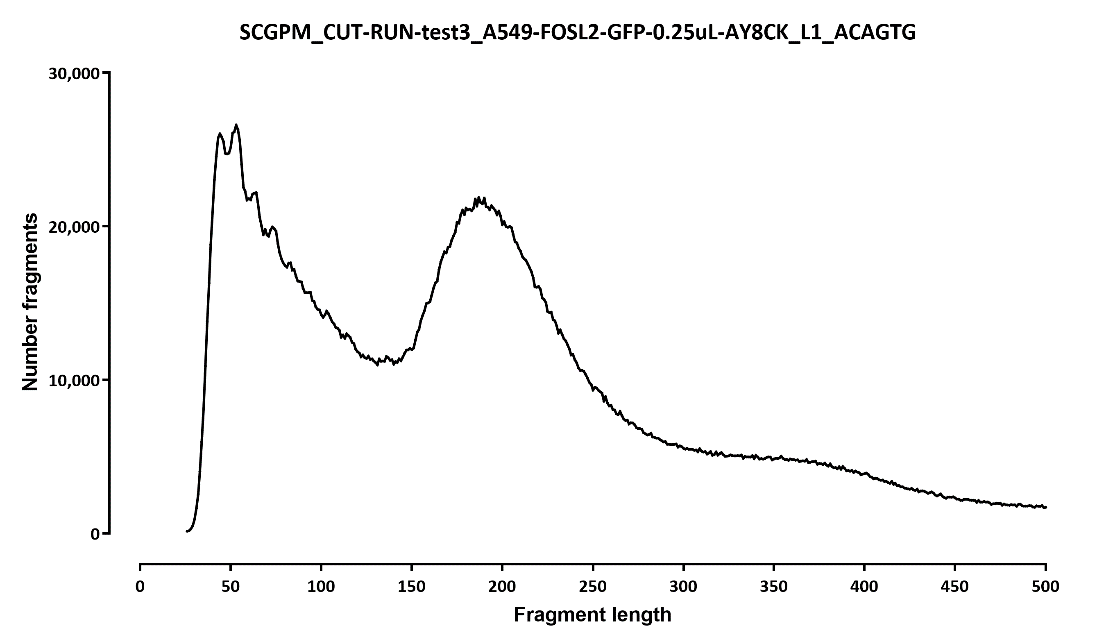 SCGPM_CUT-RUN-test3_A549-FOSL2-GFP-0.25uL-AY8CK_L1_ACAGTG
30,000
20,000
10,000
0
Number fragments
0 50 100 150 200 250 300 350 400 450 500
Fragment length